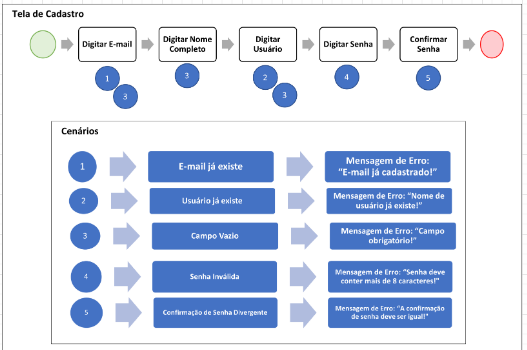 Tela de Cadastro
Digitar E-mail
Digitar Nome
Completo
Digitar
Usuário
Digitar Senha
Confirmar
Senha
1
3
3
2
3
4
5
Cenários
1
E-mail já existe
Mensagem de Erro:
"E-mail já cadastrado!"
2
Usuário já existe
Mensagem de Erro: "Nome de
usuário já existe!"
3
Campo Vazio
Mensagem de Erro: "Campo
obrigatório!"
4
Senha Inválida
Mensagem de Erro: "Senha deve
conter mais de 8 caracteres!"
5
Confirmação de Senha Divergente
Mensagem de Erro: "A confirmação
de senha deve ser igual!"